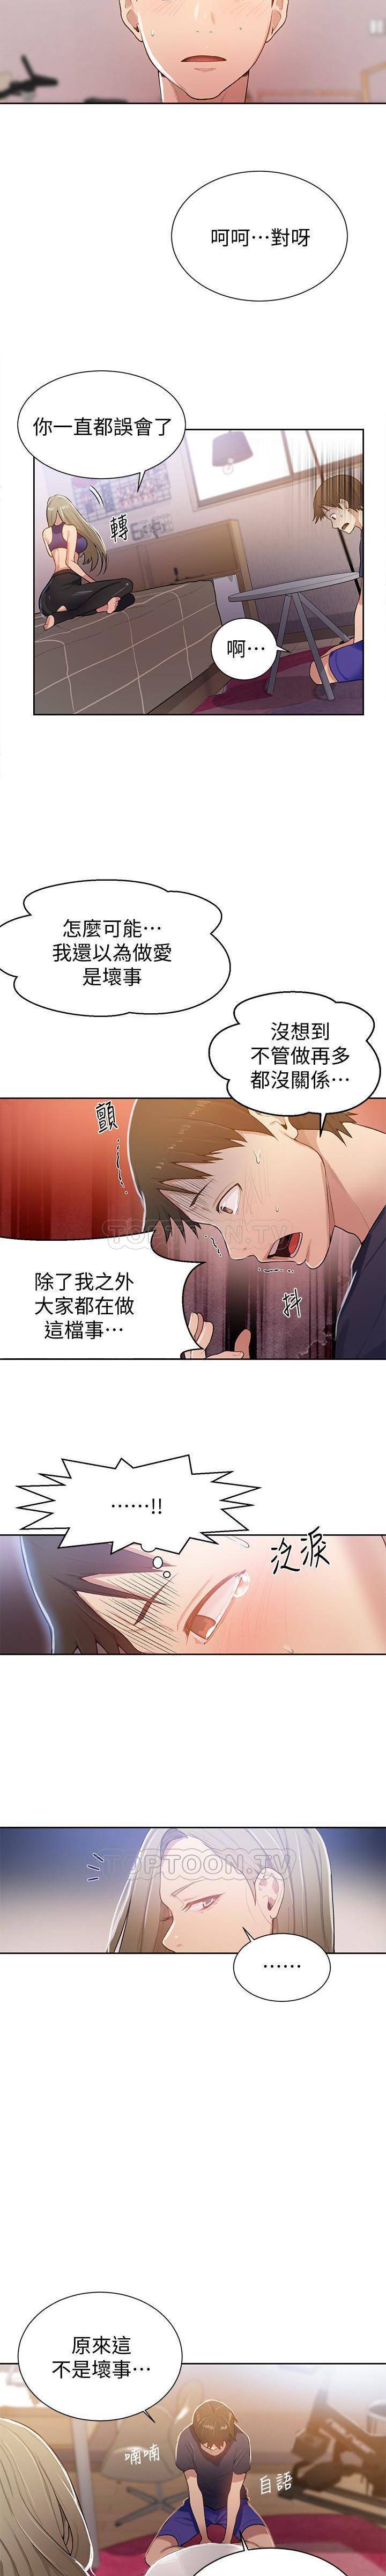 呵呵⋯對呀
你一直都誤會了
轉
啊⋯
怎麼可能⋯
我還以為做愛
是壞事
沒想到
不管做再多
都沒關係⋯
顫
TOPTOON.TV
除了我之外
大家都在做
這檔事⋯
抖
⋯⋯!!
泣淚
TOPTOON.TV
⋯⋯
原來這
不是壞事⋯
喃喃
自語